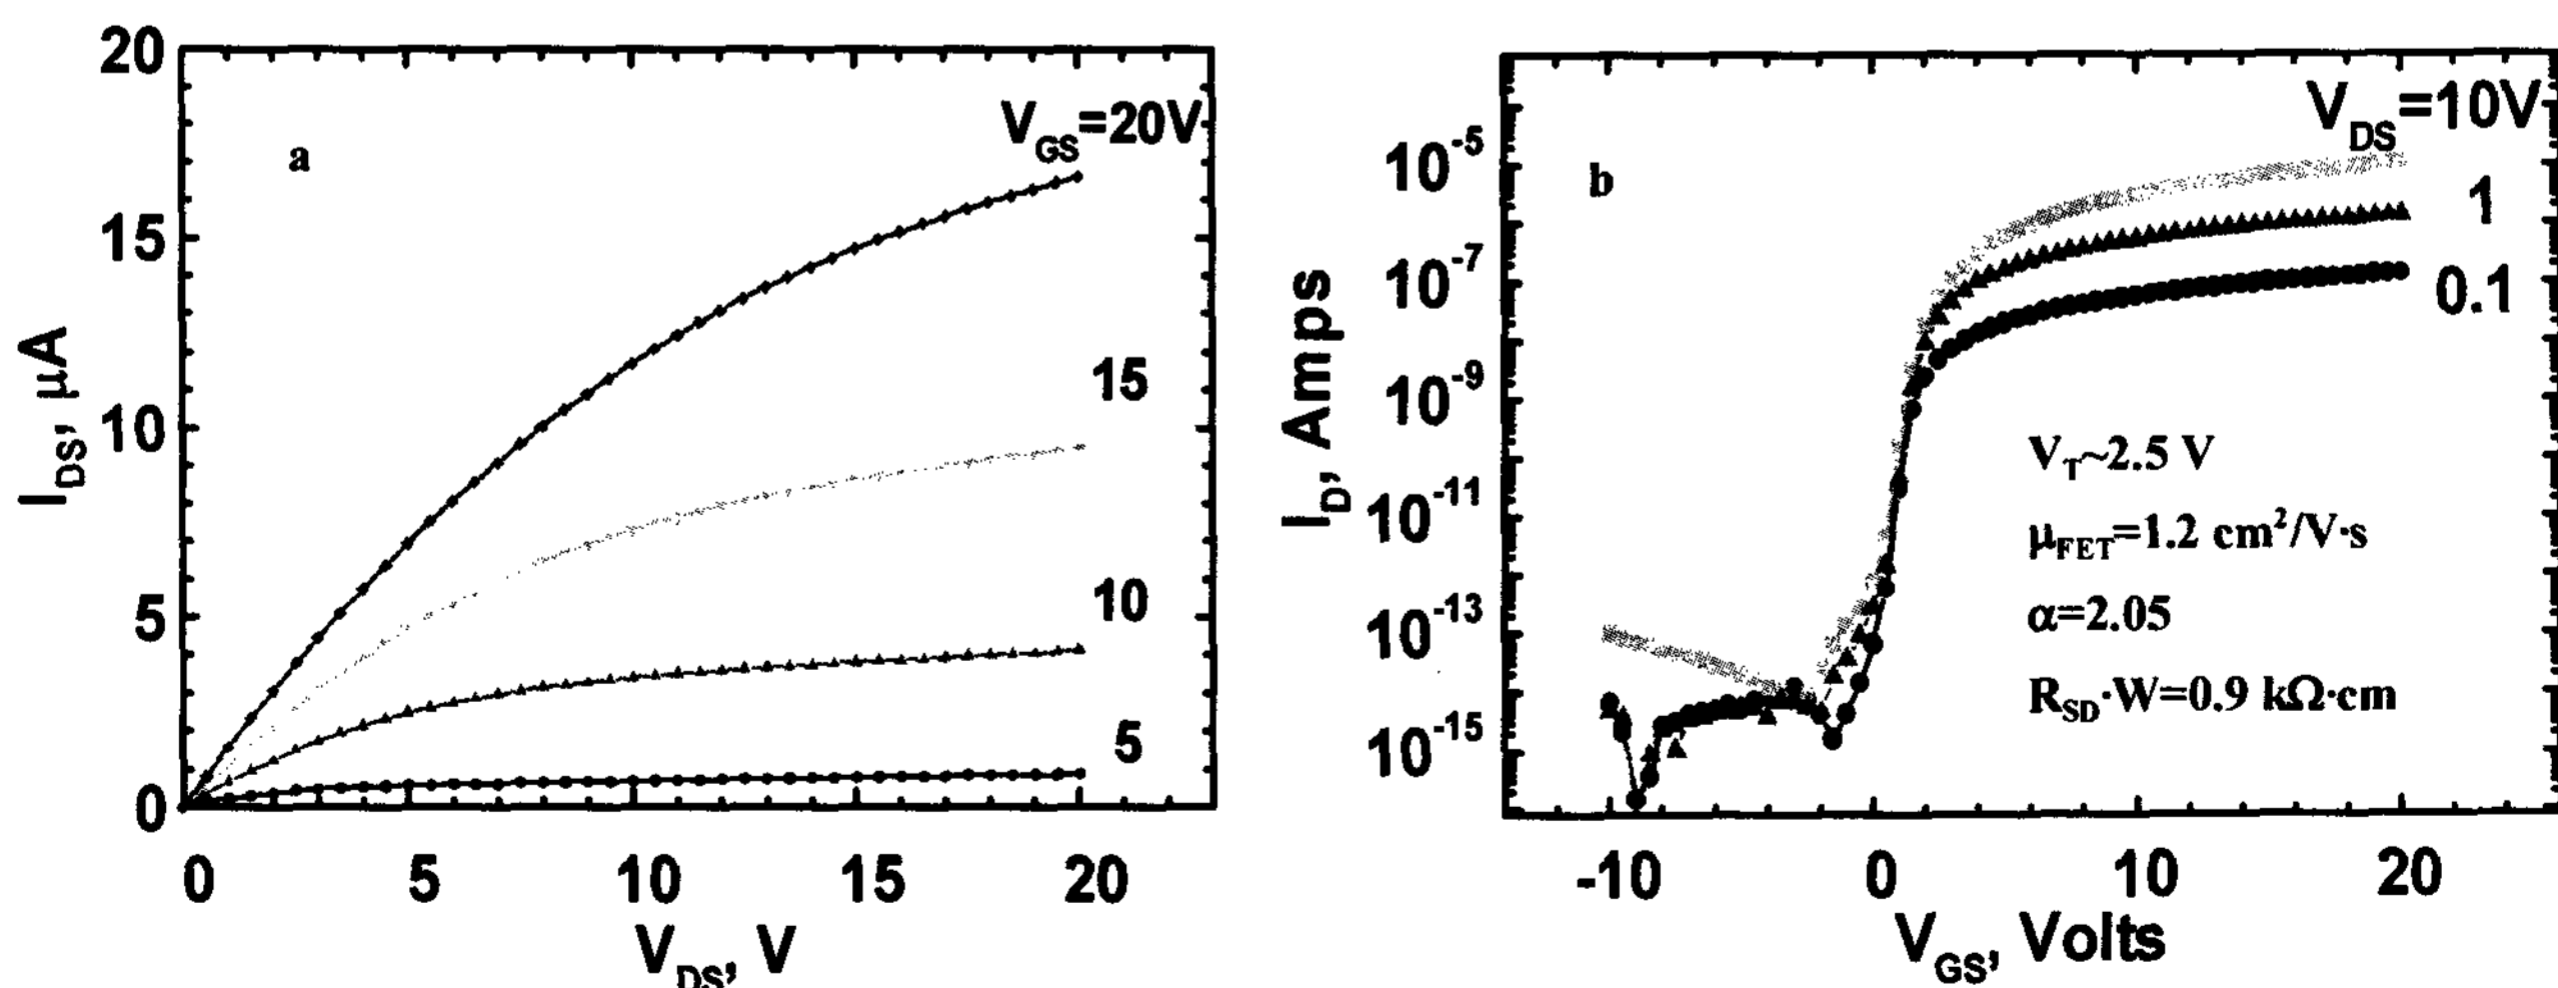 20
15
10
5
0
I_DS, μA
a
V_GS=20V
15
10
5
0 5 10 15 20
V_DS, V
10^-5
10^-7
10^-9
10^-11
10^-13
10^-15
I_D, Amps
b
V_DS=10V
1
0.1
V_T~2.5 V
μ_FET=1.2 cm²/V·s
α=2.05
R_SD·W=0.9 kΩ·cm
-10 0 10 20
V_GS, Volts